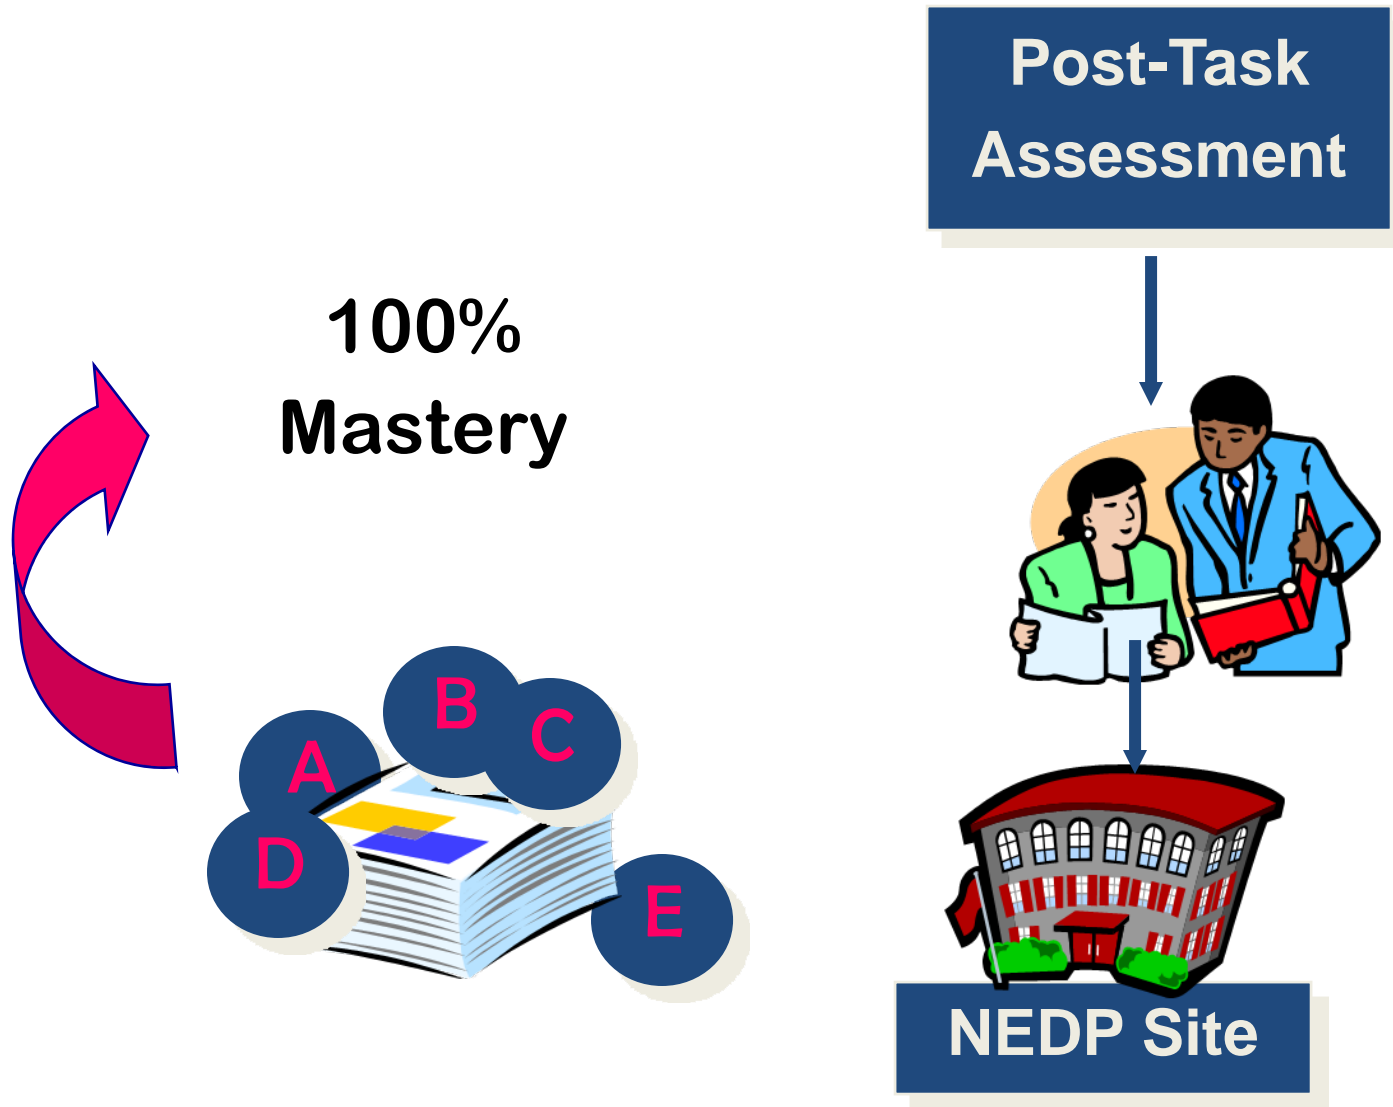 Post-Task
Assessment
100%
Mastery
B
C
A
D
E
NEDP Site